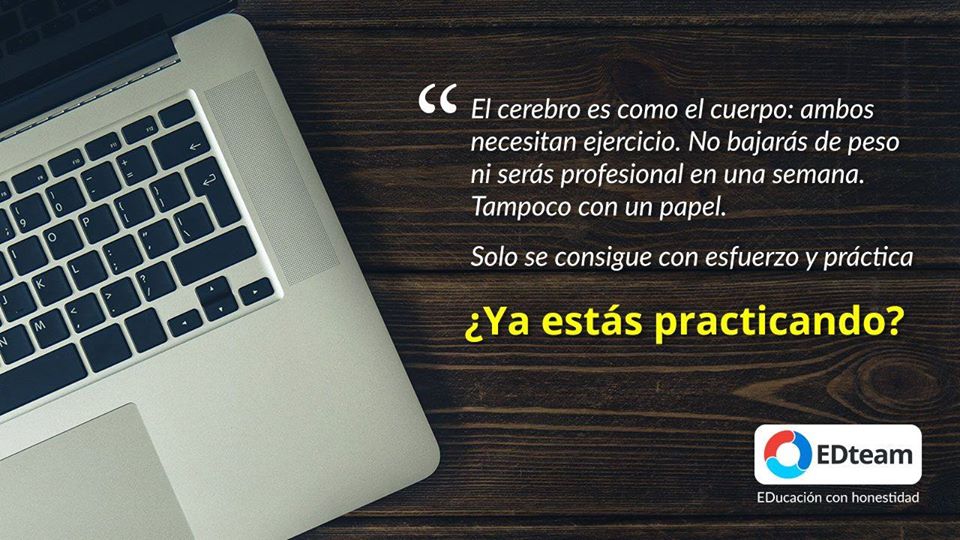 “
El cerebro es como el cuerpo: ambos
necesitan ejercicio. No bajarás de peso
ni serás profesional en una semana.
Tampoco con un papel.
Solo se consigue con esfuerzo y práctica
¿Ya estás practicando?
EDteam
EDucación con honestidad